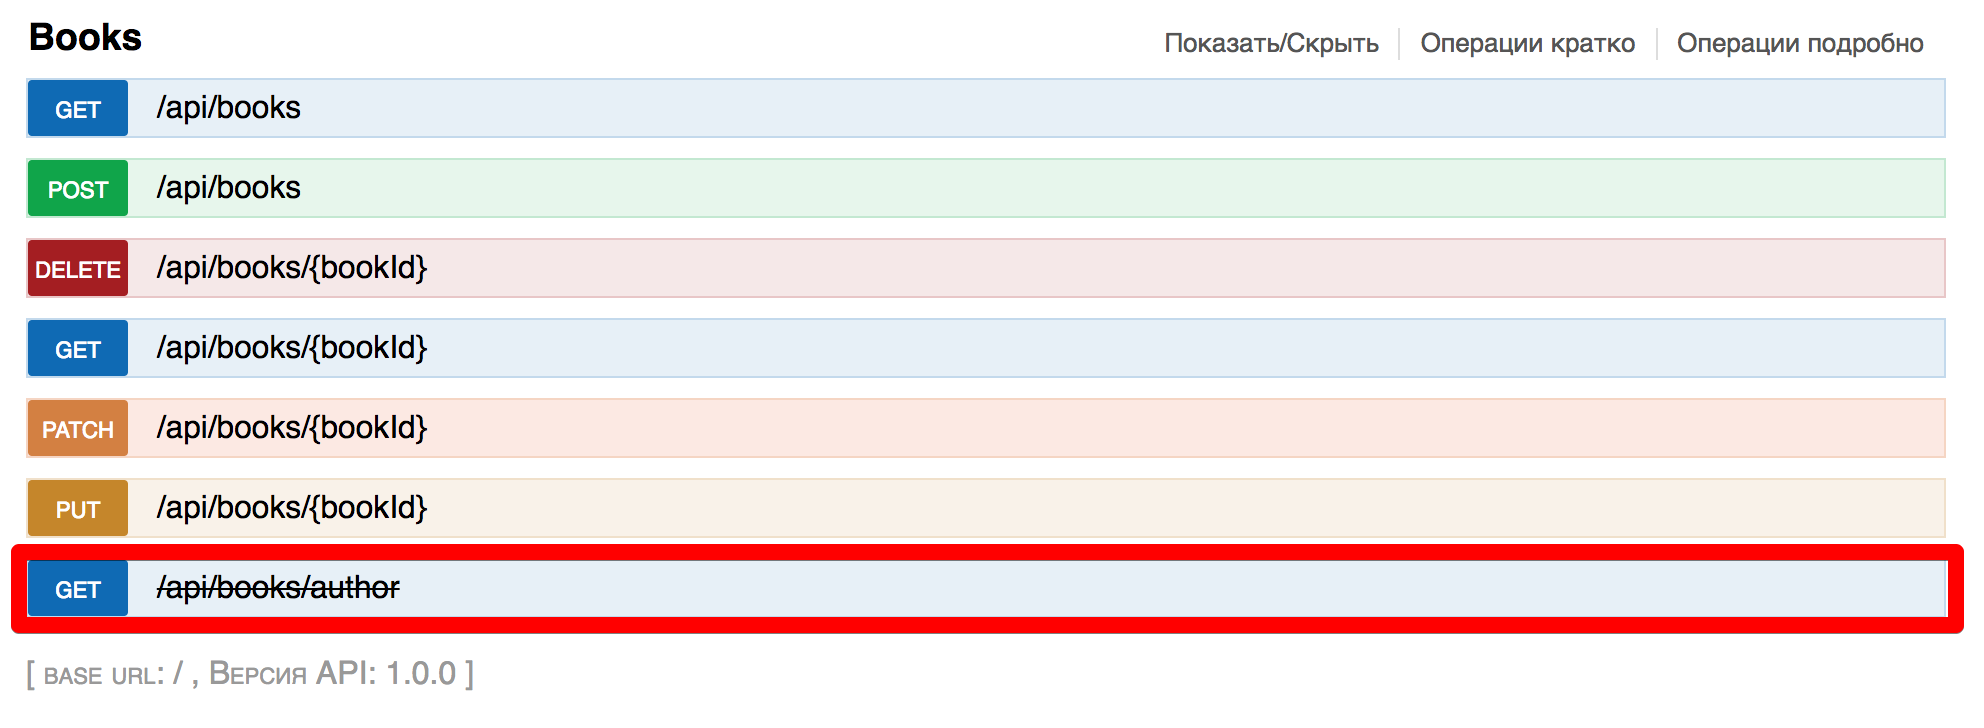 Books
Показать/Скрыть Операции кратко Операции подробно
GET /api/books
POST /api/books
DELETE /api/books/{bookId}
GET /api/books/{bookId}
PATCH /api/books/{bookId}
PUT /api/books/{bookId}
GET /api/books/author
[ BASE URL: / , ВЕРСИЯ API: 1.0.0 ]